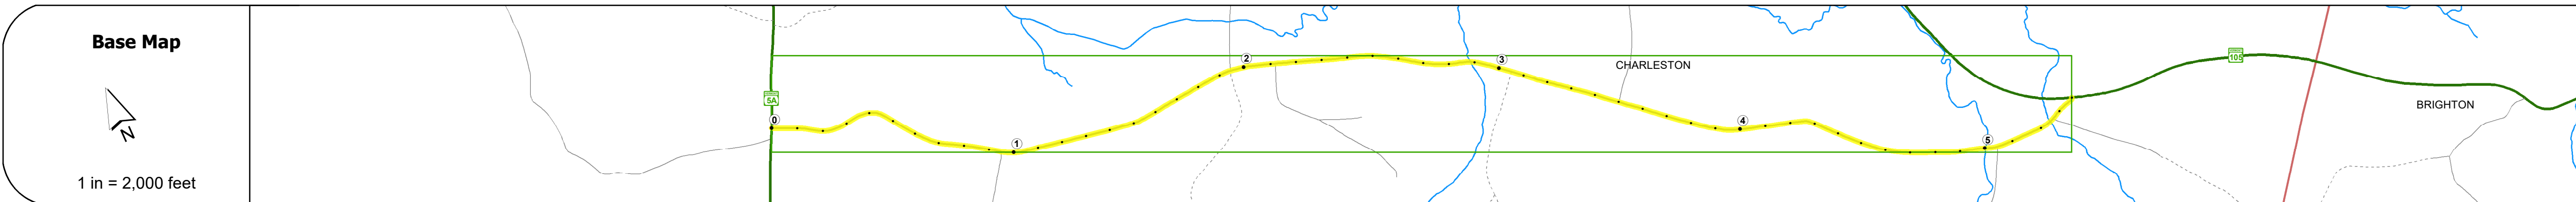 Base Map
N
1 in = 2,000 feet
5A
0
1
2
3
CHARLESTON
4
5
105
BRIGHTON